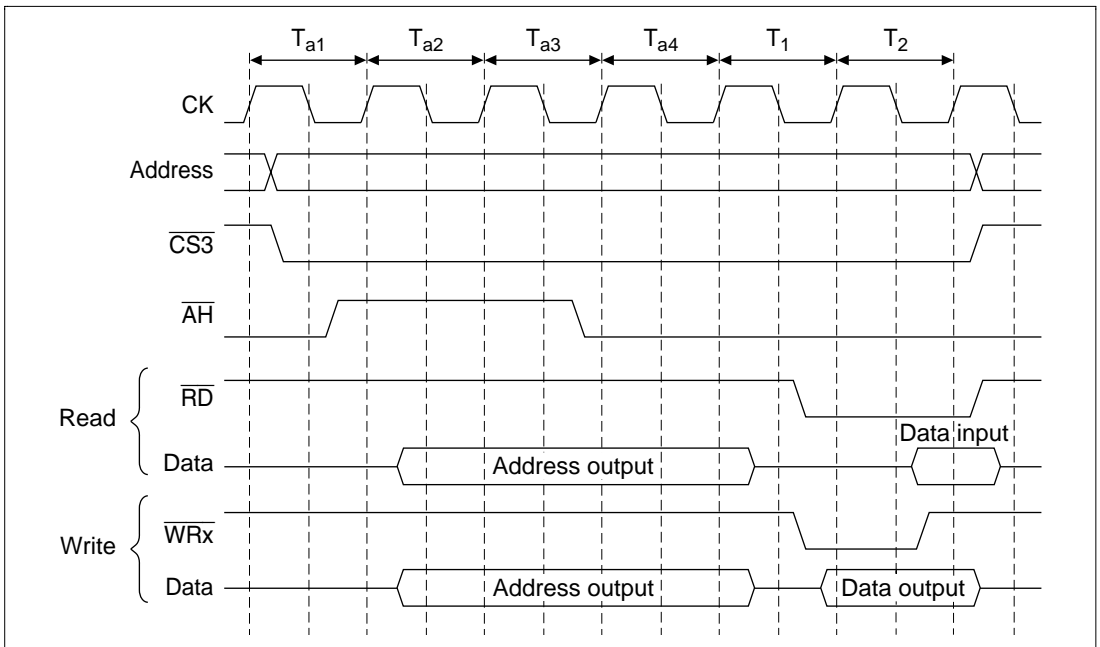 Ta1 Ta2 Ta3 Ta4 T1 T2
CK
Address
CS3
AH
RD
Read
Data input
Data Address output
WRx
Write
Data Address output Data output